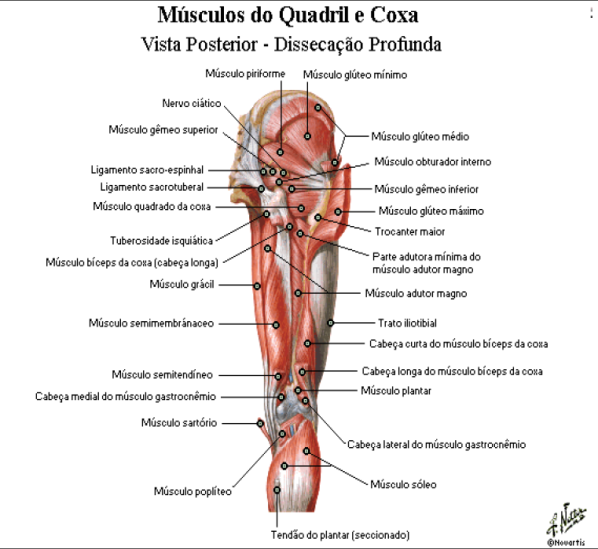 Músculos do Quadril e Coxa
Vista Posterior - Dissecação Profunda
Músculo piriforme
Músculo glúteo mínimo
Nervo ciático
Músculo gêmeo superior
Músculo glúteo médio
Músculo obturador interno
Ligamento sacro-espinhal
Ligamento sacrotuberal
Músculo gêmeo inferior
Músculo quadrado da coxa
Músculo glúteo máximo
Trocanter maior
Tuberosidade isquiática
Músculo bíceps da coxa (cabeça longa)
Parte adutora mínima do
músculo adutor magno
Músculo grácil
Músculo adutor magno
Músculo semimembránaceo
Trato iliotibial
Cabeça curta do músculo bíceps da coxa
Músculo semitendíneo
Cabeça longa do músculo bíceps da coxa
Cabeça medial do músculo gastrocnêmio
Músculo plantar
Músculo sartório
Cabeça lateral do músculo gastrocnêmio
Músculo poplíteo
Músculo sóleo
Tendão do plantar (seccionado)
©Novartis